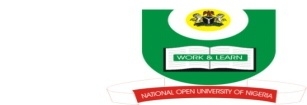 WORK & LEARN
NATIONAL OPEN UNIVERSITY OF NIGERIA